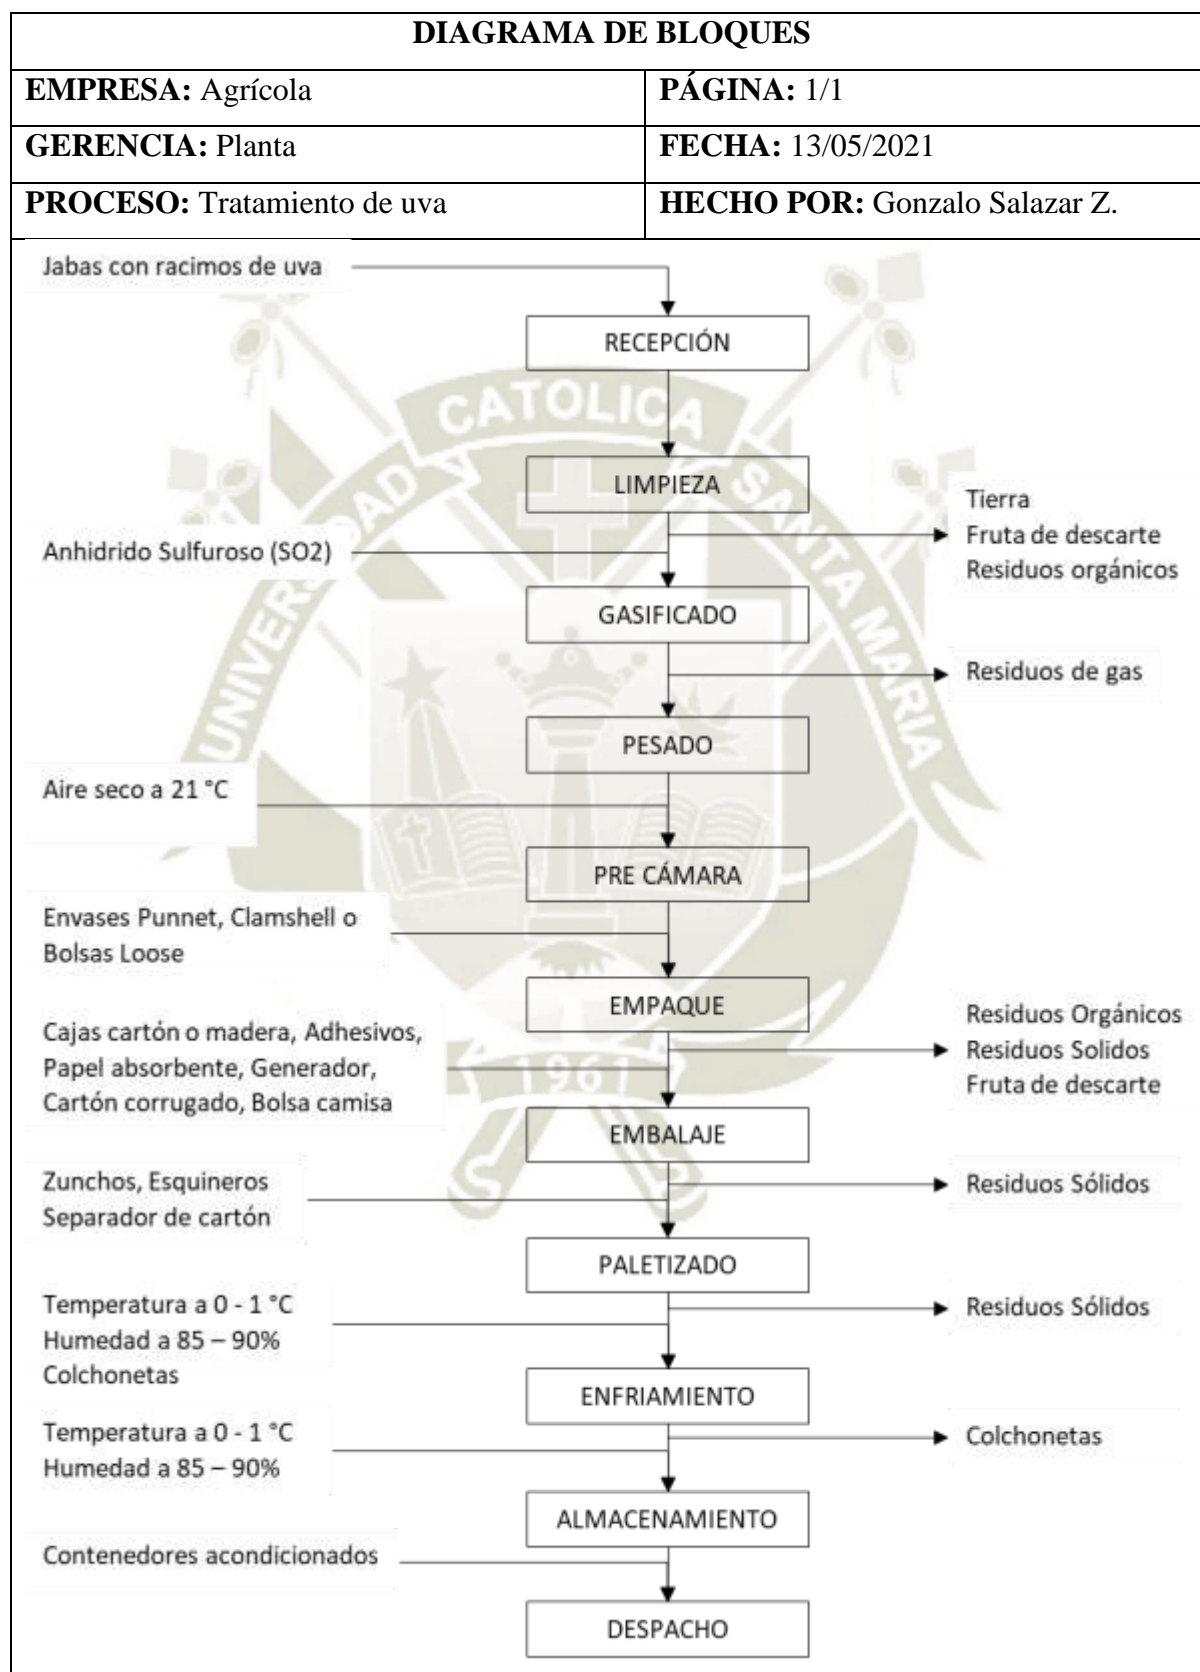 DIAGRAMA DE BLOQUES
EMPRESA: Agrícola
PÁGINA: 1/1
GERENCIA: Planta
FECHA: 13/05/2021
PROCESO: Tratamiento de uva
HECHO POR: Gonzalo Salazar Z.
Jabas con racimos de uva
RECEPCIÓN
UNIVERSIDAD CATOLICA SANTA MARIA
LIMPIEZA
Tierra
Fruta de descarte
Residuos orgánicos
Anhidrido Sulfuroso (SO2)
GASIFICADO
Residuos de gas
PESADO
Aire seco a 21 °C
PRE CÁMARA
Envases Punnet, Clamshell o
Bolsas Loose
EMPAQUE
Cajas cartón o madera, Adhesivos,
Papel absorbente, Generador,
Cartón corrugado, Bolsa camisa
Residuos Orgánicos
Residuos Solidos
Fruta de descarte
1961
EMBALAJE
Zunchos, Esquineros
Separador de cartón
Residuos Sólidos
PALETIZADO
Temperatura a 0 - 1 °C
Humedad a 85 – 90%
Colchonetas
Residuos Sólidos
ENFRIAMIENTO
Temperatura a 0 - 1 °C
Humedad a 85 – 90%
Colchonetas
ALMACENAMIENTO
Contenedores acondicionados
DESPACHO